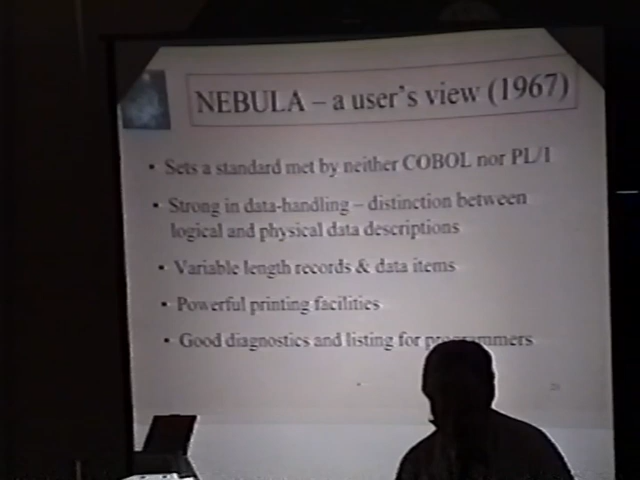 NEBULA – a user's view (1967)
• Sets a standard met by neither COBOL nor PL/1
• Strong in data-handling – distinction between
logical and physical data descriptions
• Variable length records & data items
• Powerful printing facilities
• Good diagnostics and listing for programmers